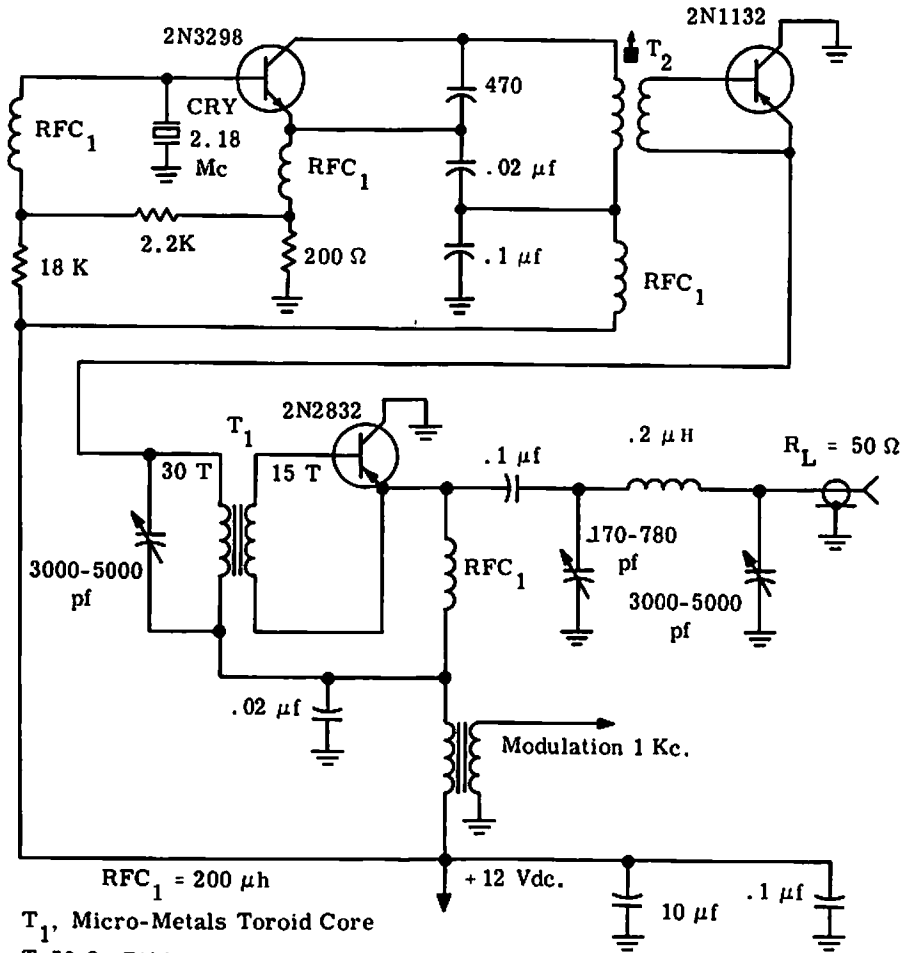 2N3298
2N1132
T2
CRY
2.18
Mc
470
RFC1
RFC1
.02 µf
2.2K
18 K
200 Ω
.1 µf
RFC1
2N2832
T1
30 T
15 T
.1 µf
.2 µH
RL = 50 Ω
3000-5000
pf
RFC1
.170-780
pf
3000-5000
pf
.02 µf
Modulation 1 Kc.
RFC1 = 200 µh
+12 Vdc.
10 µf
.1 µf
T1, Micro-Metals Toroid Core